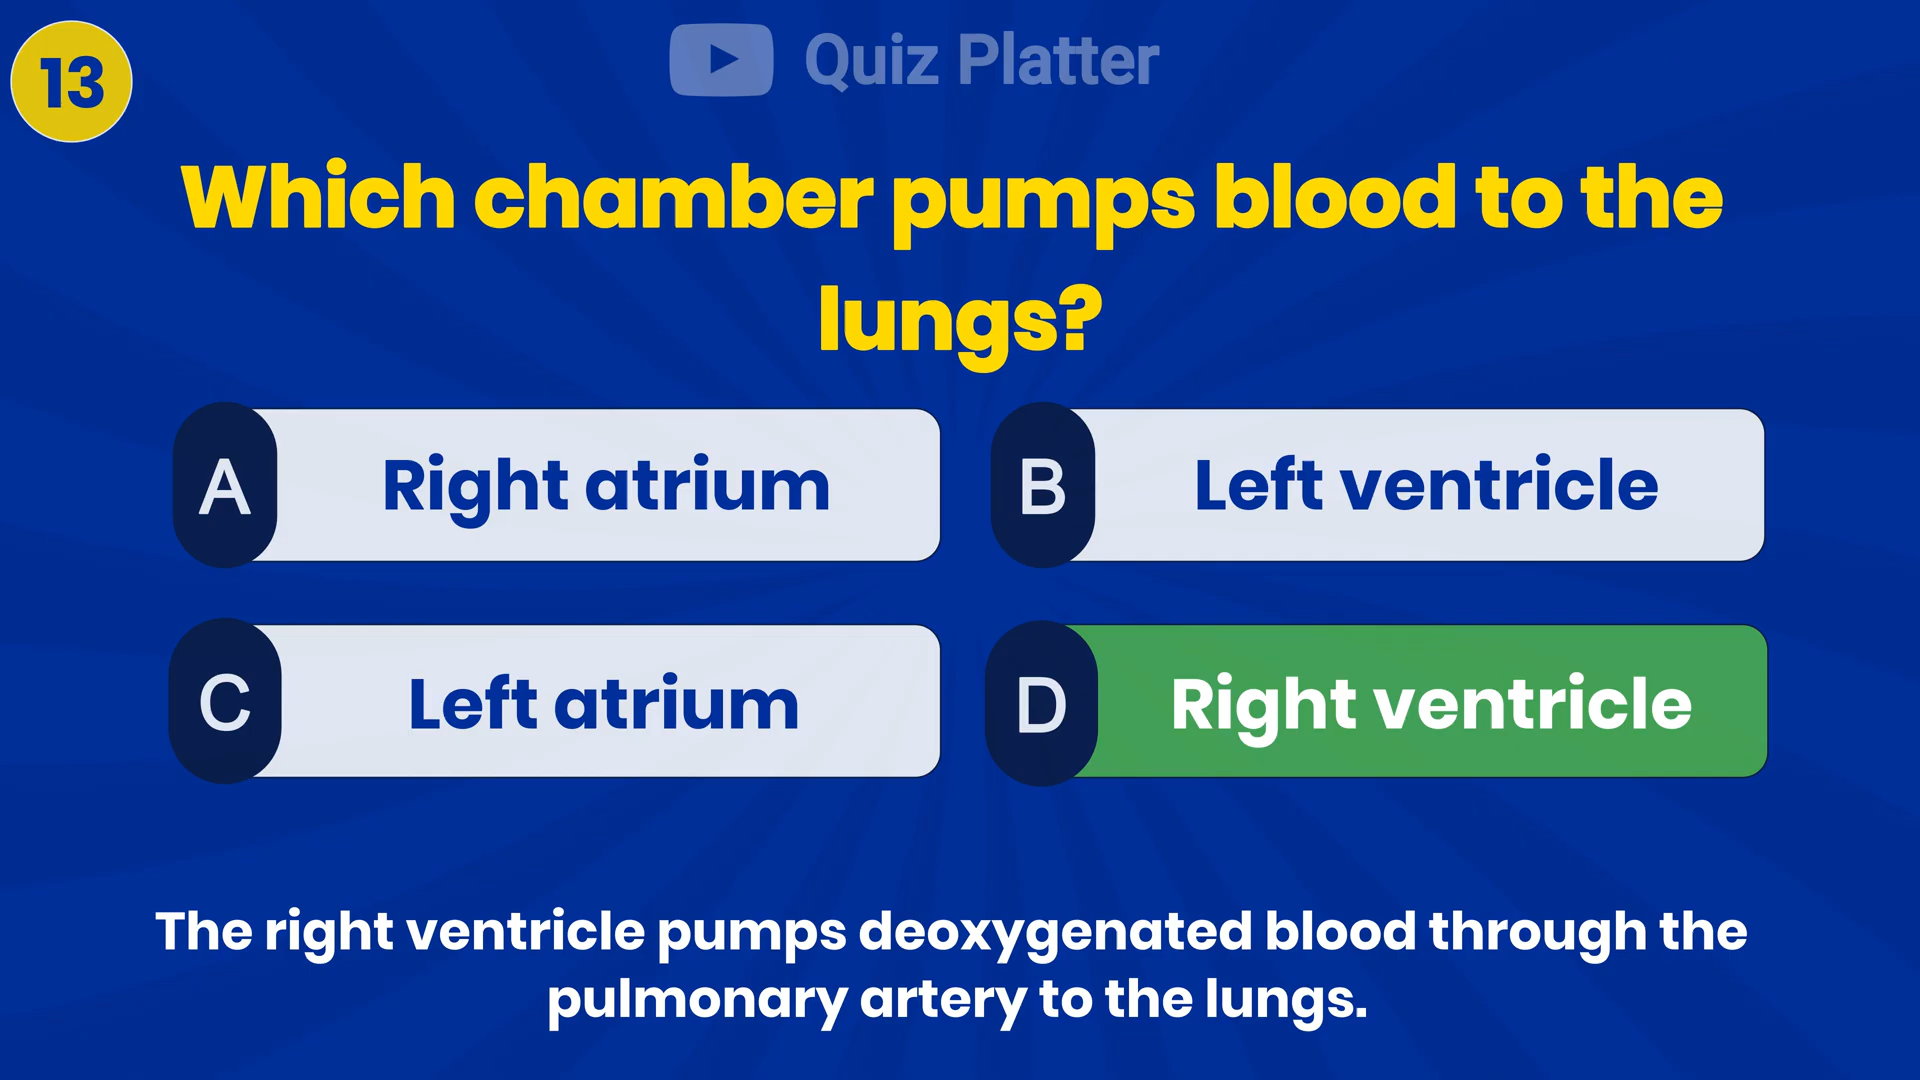 13
Quiz Platter
Which chamber pumps blood to the
lungs?
A Right atrium
B Left ventricle
C Left atrium
D Right ventricle
The right ventricle pumps deoxygenated blood through the
pulmonary artery to the lungs.